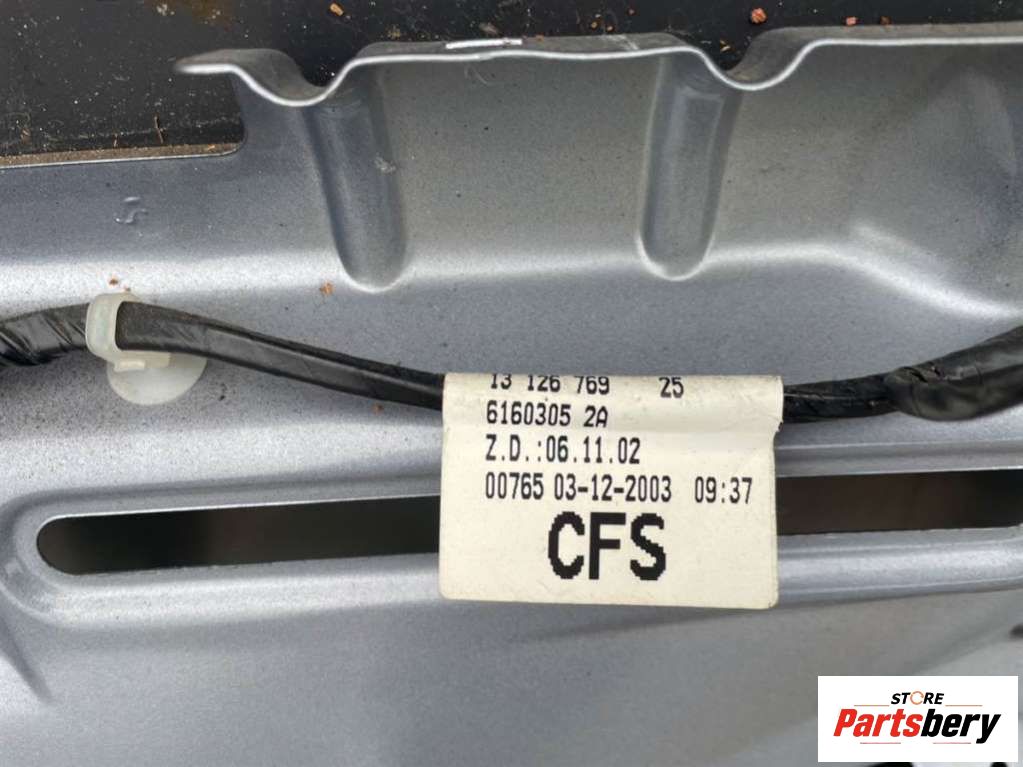 13 126 769 25
6160305 2A
Z.D.:06.11.02
00765 03-12-2003 09:37
CFS
STORE
Partsbery